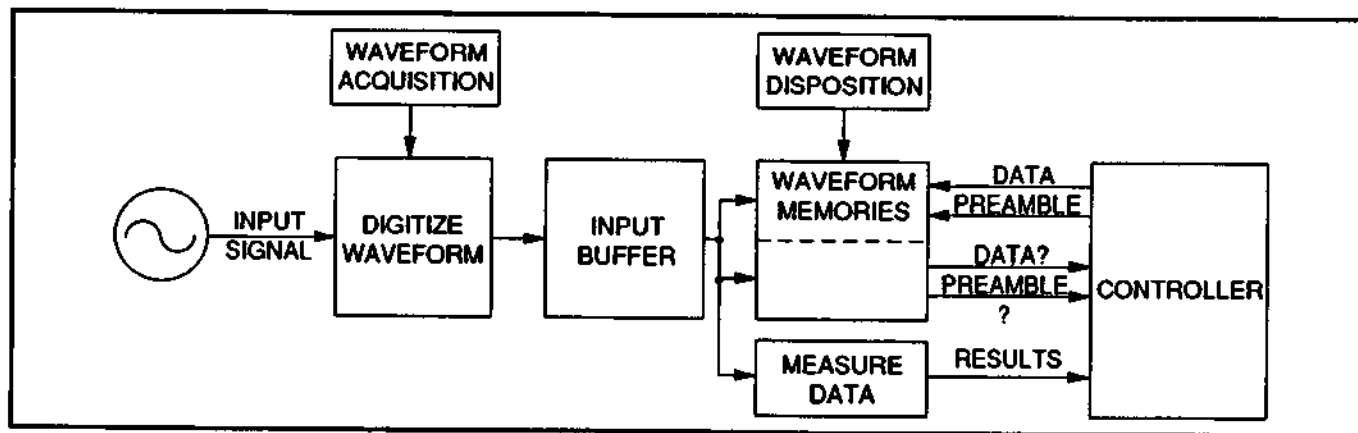 WAVEFORM
ACQUISITION
WAVEFORM
DISPOSITION
INPUT
SIGNAL
DIGITIZE
WAVEFORM
INPUT
BUFFER
WAVEFORM
MEMORIES
DATA
PREAMBLE
DATA?
PREAMBLE
?
CONTROLLER
MEASURE
DATA
RESULTS